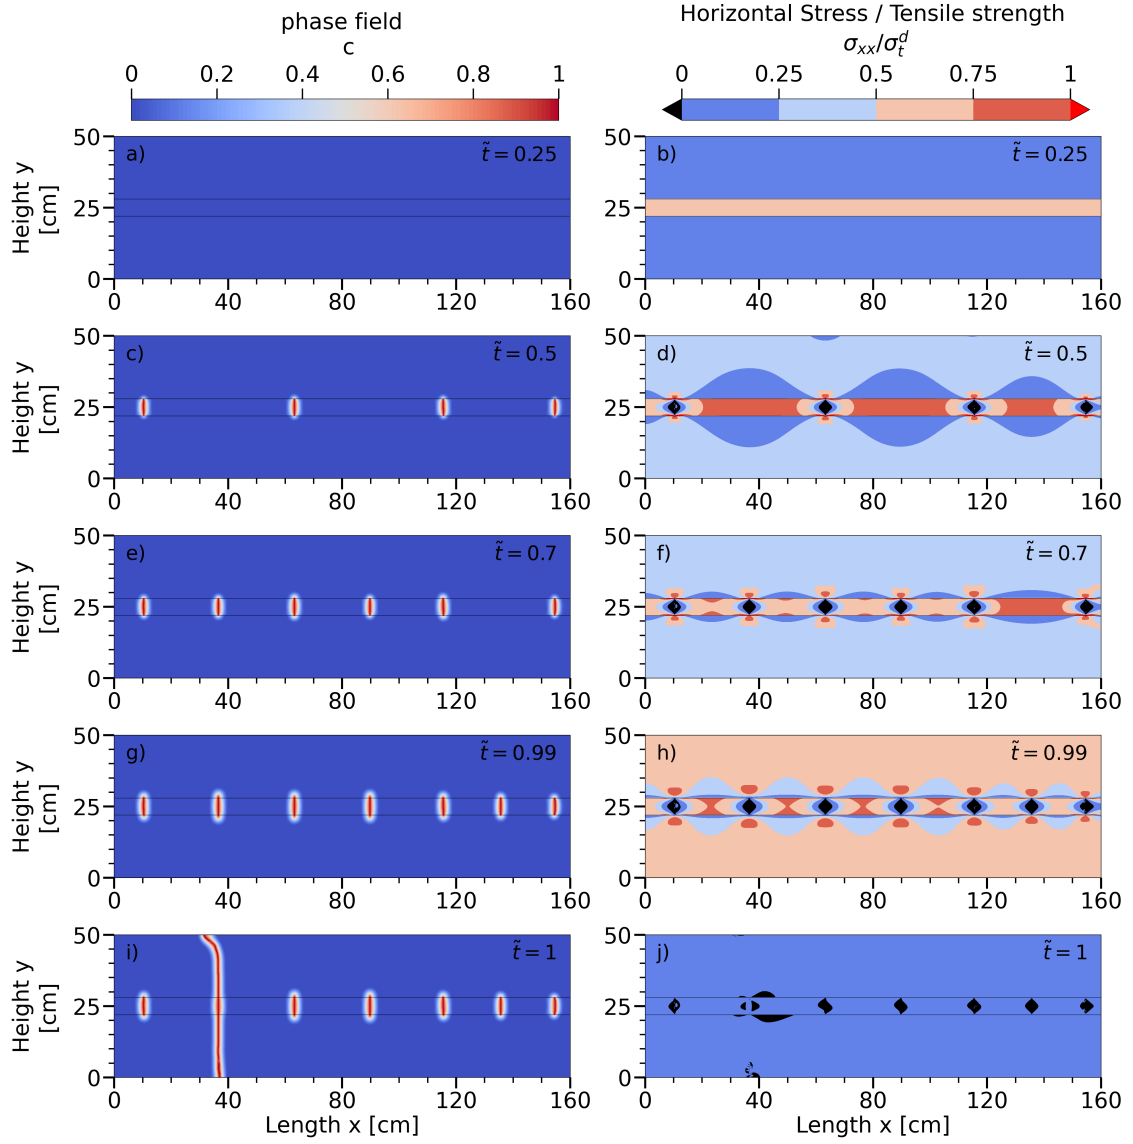 phase field
c
0 0.2 0.4 0.6 0.8 1
Horizontal Stress / Tensile strength
σ_xx/σ_t^d
0 0.25 0.5 0.75 1
Height y
[cm]
50
25
0
a)
t̃ = 0.25
0 40 80 120 160
b)
t̃ = 0.25
50
25
0
0 40 80 120 160
Height y
[cm]
50
25
0
c)
t̃ = 0.5
0 40 80 120 160
d)
t̃ = 0.5
50
25
0
0 40 80 120 160
Height y
[cm]
50
25
0
e)
t̃ = 0.7
0 40 80 120 160
f)
t̃ = 0.7
50
25
0
0 40 80 120 160
Height y
[cm]
50
25
0
g)
t̃ = 0.99
0 40 80 120 160
h)
t̃ = 0.99
50
25
0
0 40 80 120 160
Height y
[cm]
50
25
0
i)
t̃ = 1
0 40 80 120 160
Length x [cm]
j)
t̃ = 1
50
25
0
0 40 80 120 160
Length x [cm]